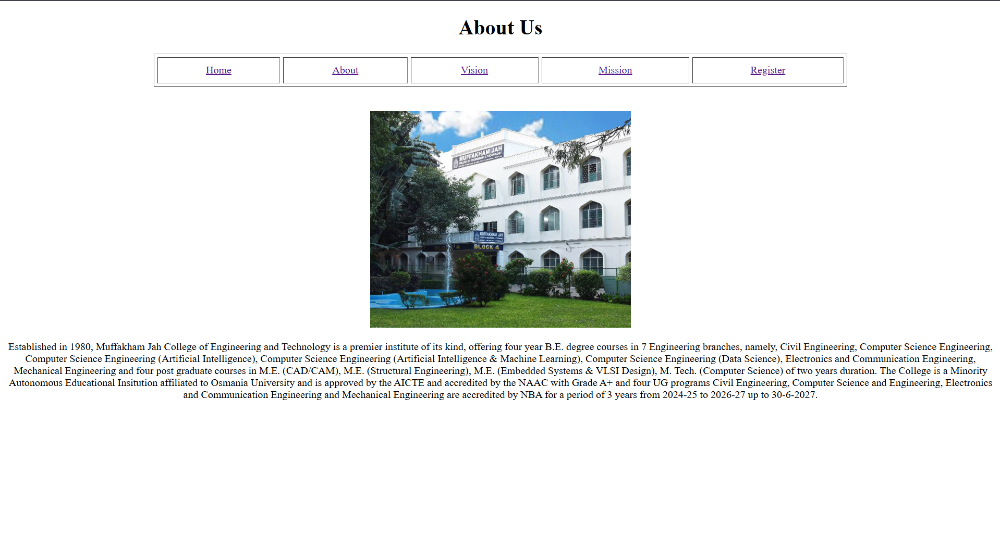 About Us
Home About Vision Mission Register
MUFFAKHAM JAH
COLLEGE OF ENGINEERING & TECHNOLOGY
MUFFAKHAM JAH
BLOCK 4
Established in 1980, Muffakham Jah College of Engineering and Technology is a premier institute of its kind, offering four year B.E. degree courses in 7 Engineering branches, namely, Civil Engineering, Computer Science Engineering,
Computer Science Engineering (Artificial Intelligence), Computer Science Engineering (Artificial Intelligence & Machine Learning), Computer Science Engineering (Data Science), Electronics and Communication Engineering,
Mechanical Engineering and four post graduate courses in M.E. (CAD/CAM), M.E. (Structural Engineering), M.E. (Embedded Systems & VLSI Design), M. Tech. (Computer Science) of two years duration. The College is a Minority
Autonomous Educational Insitution affiliated to Osmania University and is approved by the AICTE and accredited by the NAAC with Grade A+ and four UG programs Civil Engineering, Computer Science and Engineering, Electronics
and Communication Engineering and Mechanical Engineering are accredited by NBA for a period of 3 years from 2024-25 to 2026-27 up to 30-6-2027.